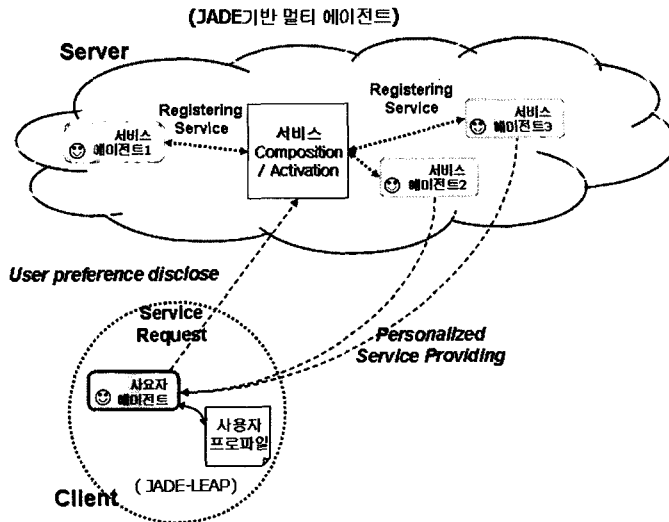 (JADE기반 멀티 에이전트)
Server
Registering
Service
서비스
에이전트1
서비스
Composition
/ Activation
Registering
Service
서비스
에이전트3
서비스
에이전트2
User preference disclose
Service
Request
Personalized
Service Providing
사요자
에이전트
사용자
프로파일
(JADE-LEAP)
Client